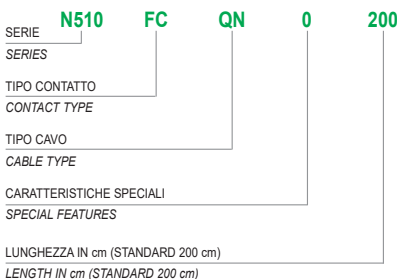 N510 FC QN 0 200
SERIE
SERIES
TIPO CONTATTO
CONTACT TYPE
TIPO CAVO
CABLE TYPE
CARATTERISTICHE SPECIALI
SPECIAL FEATURES
LUNGHEZZA IN cm (STANDARD 200 cm)
LENGTH IN cm (STANDARD 200 cm)